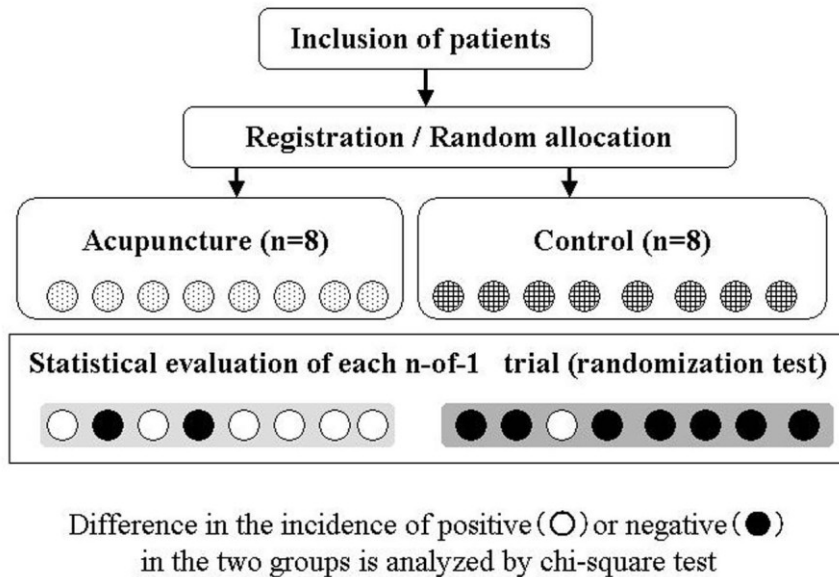 Inclusion of patients
Registration / Random allocation
Acupuncture (n=8)
Control (n=8)
Statistical evaluation of each n-of-1 trial (randomization test)
Difference in the incidence of positive(○) or negative(●)
in the two groups is analyzed by chi-square test